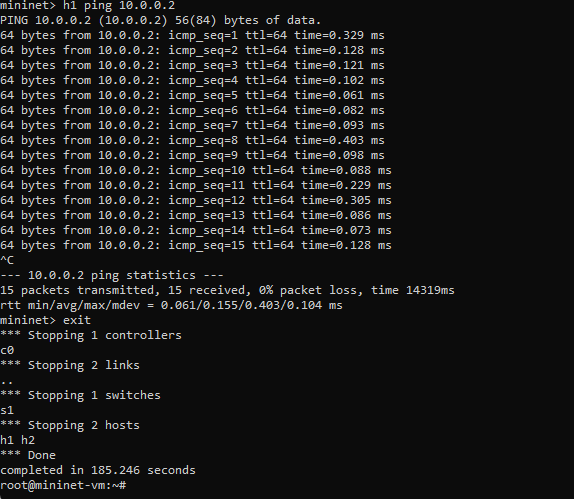 mininet> h1 ping 10.0.0.2
PING 10.0.0.2 (10.0.0.2) 56(84) bytes of data.
64 bytes from 10.0.0.2: icmp_seq=1 ttl=64 time=0.329 ms
64 bytes from 10.0.0.2: icmp_seq=2 ttl=64 time=0.128 ms
64 bytes from 10.0.0.2: icmp_seq=3 ttl=64 time=0.121 ms
64 bytes from 10.0.0.2: icmp_seq=4 ttl=64 time=0.102 ms
64 bytes from 10.0.0.2: icmp_seq=5 ttl=64 time=0.061 ms
64 bytes from 10.0.0.2: icmp_seq=6 ttl=64 time=0.082 ms
64 bytes from 10.0.0.2: icmp_seq=7 ttl=64 time=0.093 ms
64 bytes from 10.0.0.2: icmp_seq=8 ttl=64 time=0.403 ms
64 bytes from 10.0.0.2: icmp_seq=9 ttl=64 time=0.098 ms
64 bytes from 10.0.0.2: icmp_seq=10 ttl=64 time=0.088 ms
64 bytes from 10.0.0.2: icmp_seq=11 ttl=64 time=0.229 ms
64 bytes from 10.0.0.2: icmp_seq=12 ttl=64 time=0.305 ms
64 bytes from 10.0.0.2: icmp_seq=13 ttl=64 time=0.086 ms
64 bytes from 10.0.0.2: icmp_seq=14 ttl=64 time=0.073 ms
64 bytes from 10.0.0.2: icmp_seq=15 ttl=64 time=0.128 ms
^C
--- 10.0.0.2 ping statistics ---
15 packets transmitted, 15 received, 0% packet loss, time 14319ms
rtt min/avg/max/mdev = 0.061/0.155/0.403/0.104 ms
mininet> exit
*** Stopping 1 controllers
c0
*** Stopping 2 links
..
*** Stopping 1 switches
s1
*** Stopping 2 hosts
h1 h2
*** Done
completed in 185.246 seconds
root@mininet-vm:~#